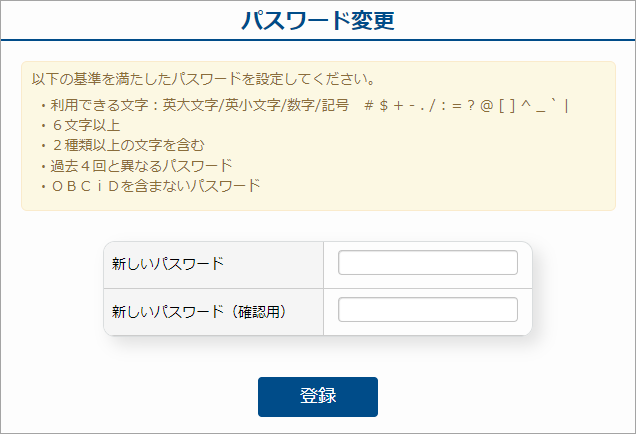 パスワード変更
以下の基準を満たしたパスワードを設定してください。
・利用できる文字：英大文字/英小文字/数字/記号　# $ + - . / : = ? @ [ ] ^ _ ` |
・６文字以上
・２種類以上の文字を含む
・過去４回と異なるパスワード
・ＯＢＣｉＤを含まないパスワード
新しいパスワード
新しいパスワード（確認用）
登録